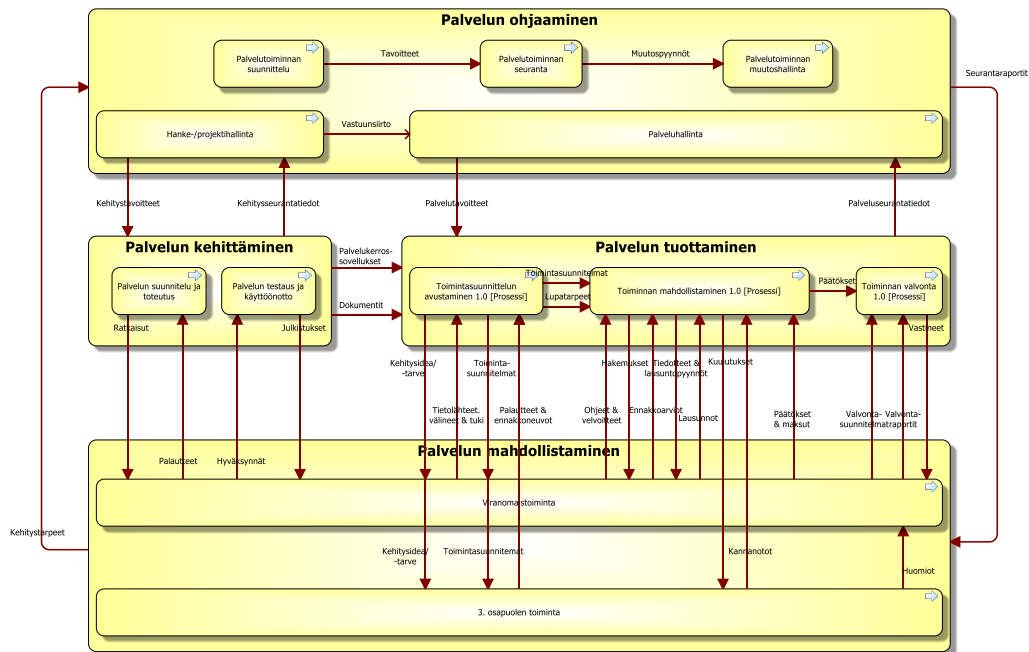 Palvelun ohjaaminen
Palvelutoiminnan
suunnittelu
Tavoitteet
Palvelutoiminnan
seuranta
Muutospyynnöt
Palvelutoiminnan
muutoshallinta
Seurantaraportit
Hanke-/projektihallinta
Vastuunsiirto
Palveluhallinta
Kehitystavoitteet
Kehitysseurantatiedot
Palvelutavoitteet
Palveluseurantatiedot
Palvelun kehittäminen
Palvelun suunnitelu ja
toteutus
Palvelun testaus ja
käyttöönotto
Palvelukerros-
sovellukset
Dokumentit
Palvelun tuottaminen
Toimintasuunnittelun
avustaminen 1.0 [Prosessi]
Toimintasuunnitelmat
Lupatarpeet
Toiminnan mahdollistaminen 1.0 [Prosessi]
Päätökset
Toiminnan valvonta
1.0 [Prosessi]
Ratkaisut
Julkistukset
Vastineet
Kehitysidea/
-tarve
Toiminta-
suunnitelmat
Hakemukset
Tiedotteet &
lausuntopyynnöt
Kuulutukset
Tietolähteet.
välineet & tuki
Palautteet &
ennakkoneuvot
Ohjeet &
velvoitteet
Ennakkoarviot
Lausunnot
Päätökset
& maksut
Valvonta-
suunnitelmat
Valvonta-
raportit
Palautteet
Hyväksynnät
Palvelun mahdollistaminen
Viranomaistoiminta
Kehitystarpeet
Kehitysidea/
-tarve
Toimintasuunnitemat
Kannanotot
Huomiot
3. osapuolen toiminta